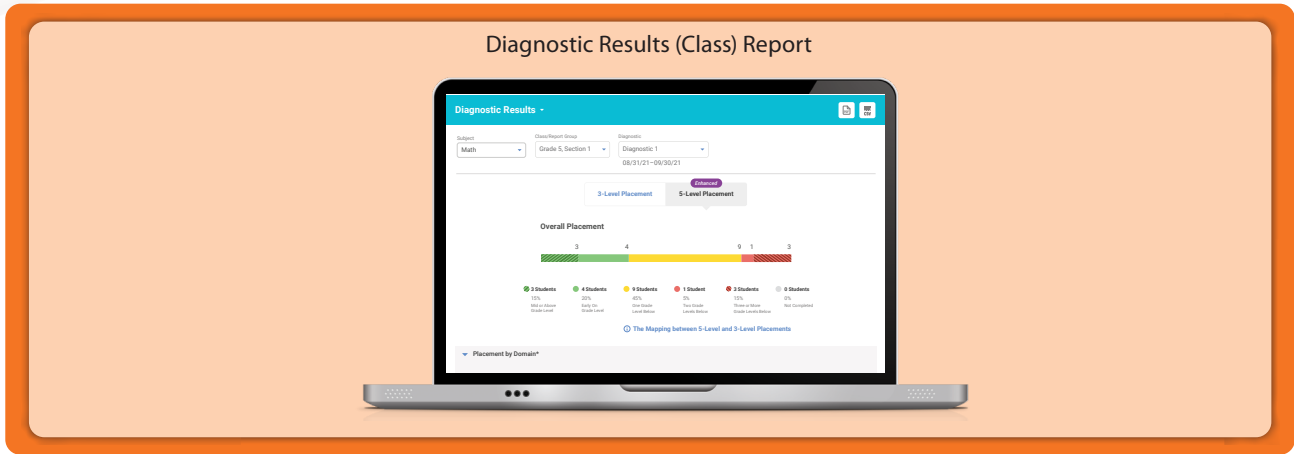 Diagnostic Results (Class) Report
Diagnostic Results
PDF
CSV
Subject
Class/Report Group
Diagnostic
Math
Grade 5, Section 1
Diagnostic 1
08/31/21–09/30/21
Enhanced
3-Level Placement
5-Level Placement
Overall Placement
3 4 9 1 3
3 Students
4 Students
9 Students
1 Student
3 Students
0 Students
15%
20%
45%
5%
15%
0%
Mid or Above
Grade Level
Early On
Grade Level
One Grade
Level Below
Two Grade
Levels Below
Three or More
Grade Levels Below
Not Completed
The Mapping between 5-Level and 3-Level Placements
Placement by Domain*